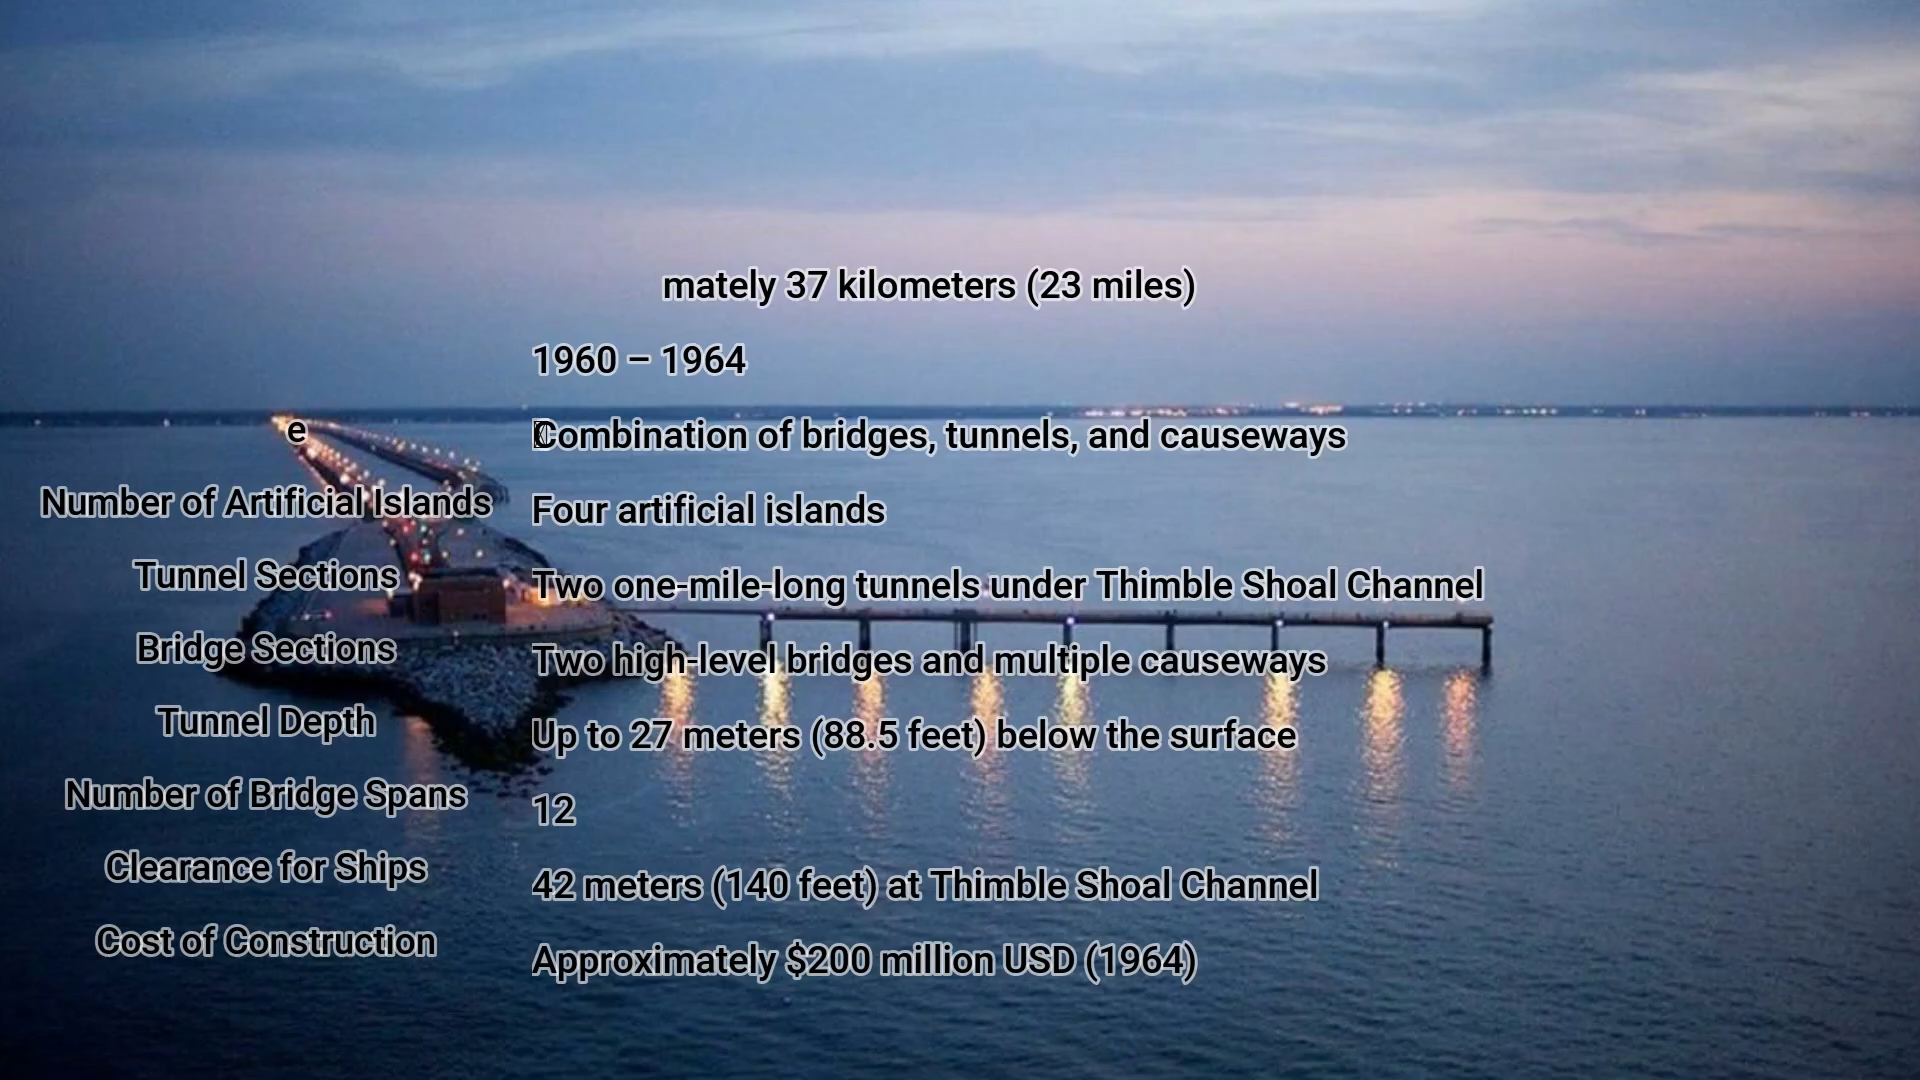 mately 37 kilometers (23 miles)
1960 – 1964
e
Combination of bridges, tunnels, and causeways
Number of Artificial Islands
Four artificial islands
Tunnel Sections
Two one-mile-long tunnels under Thimble Shoal Channel
Bridge Sections
Two high-level bridges and multiple causeways
Tunnel Depth
Up to 27 meters (88.5 feet) below the surface
Number of Bridge Spans
12
Clearance for Ships
42 meters (140 feet) at Thimble Shoal Channel
Cost of Construction
Approximately $200 million USD (1964)